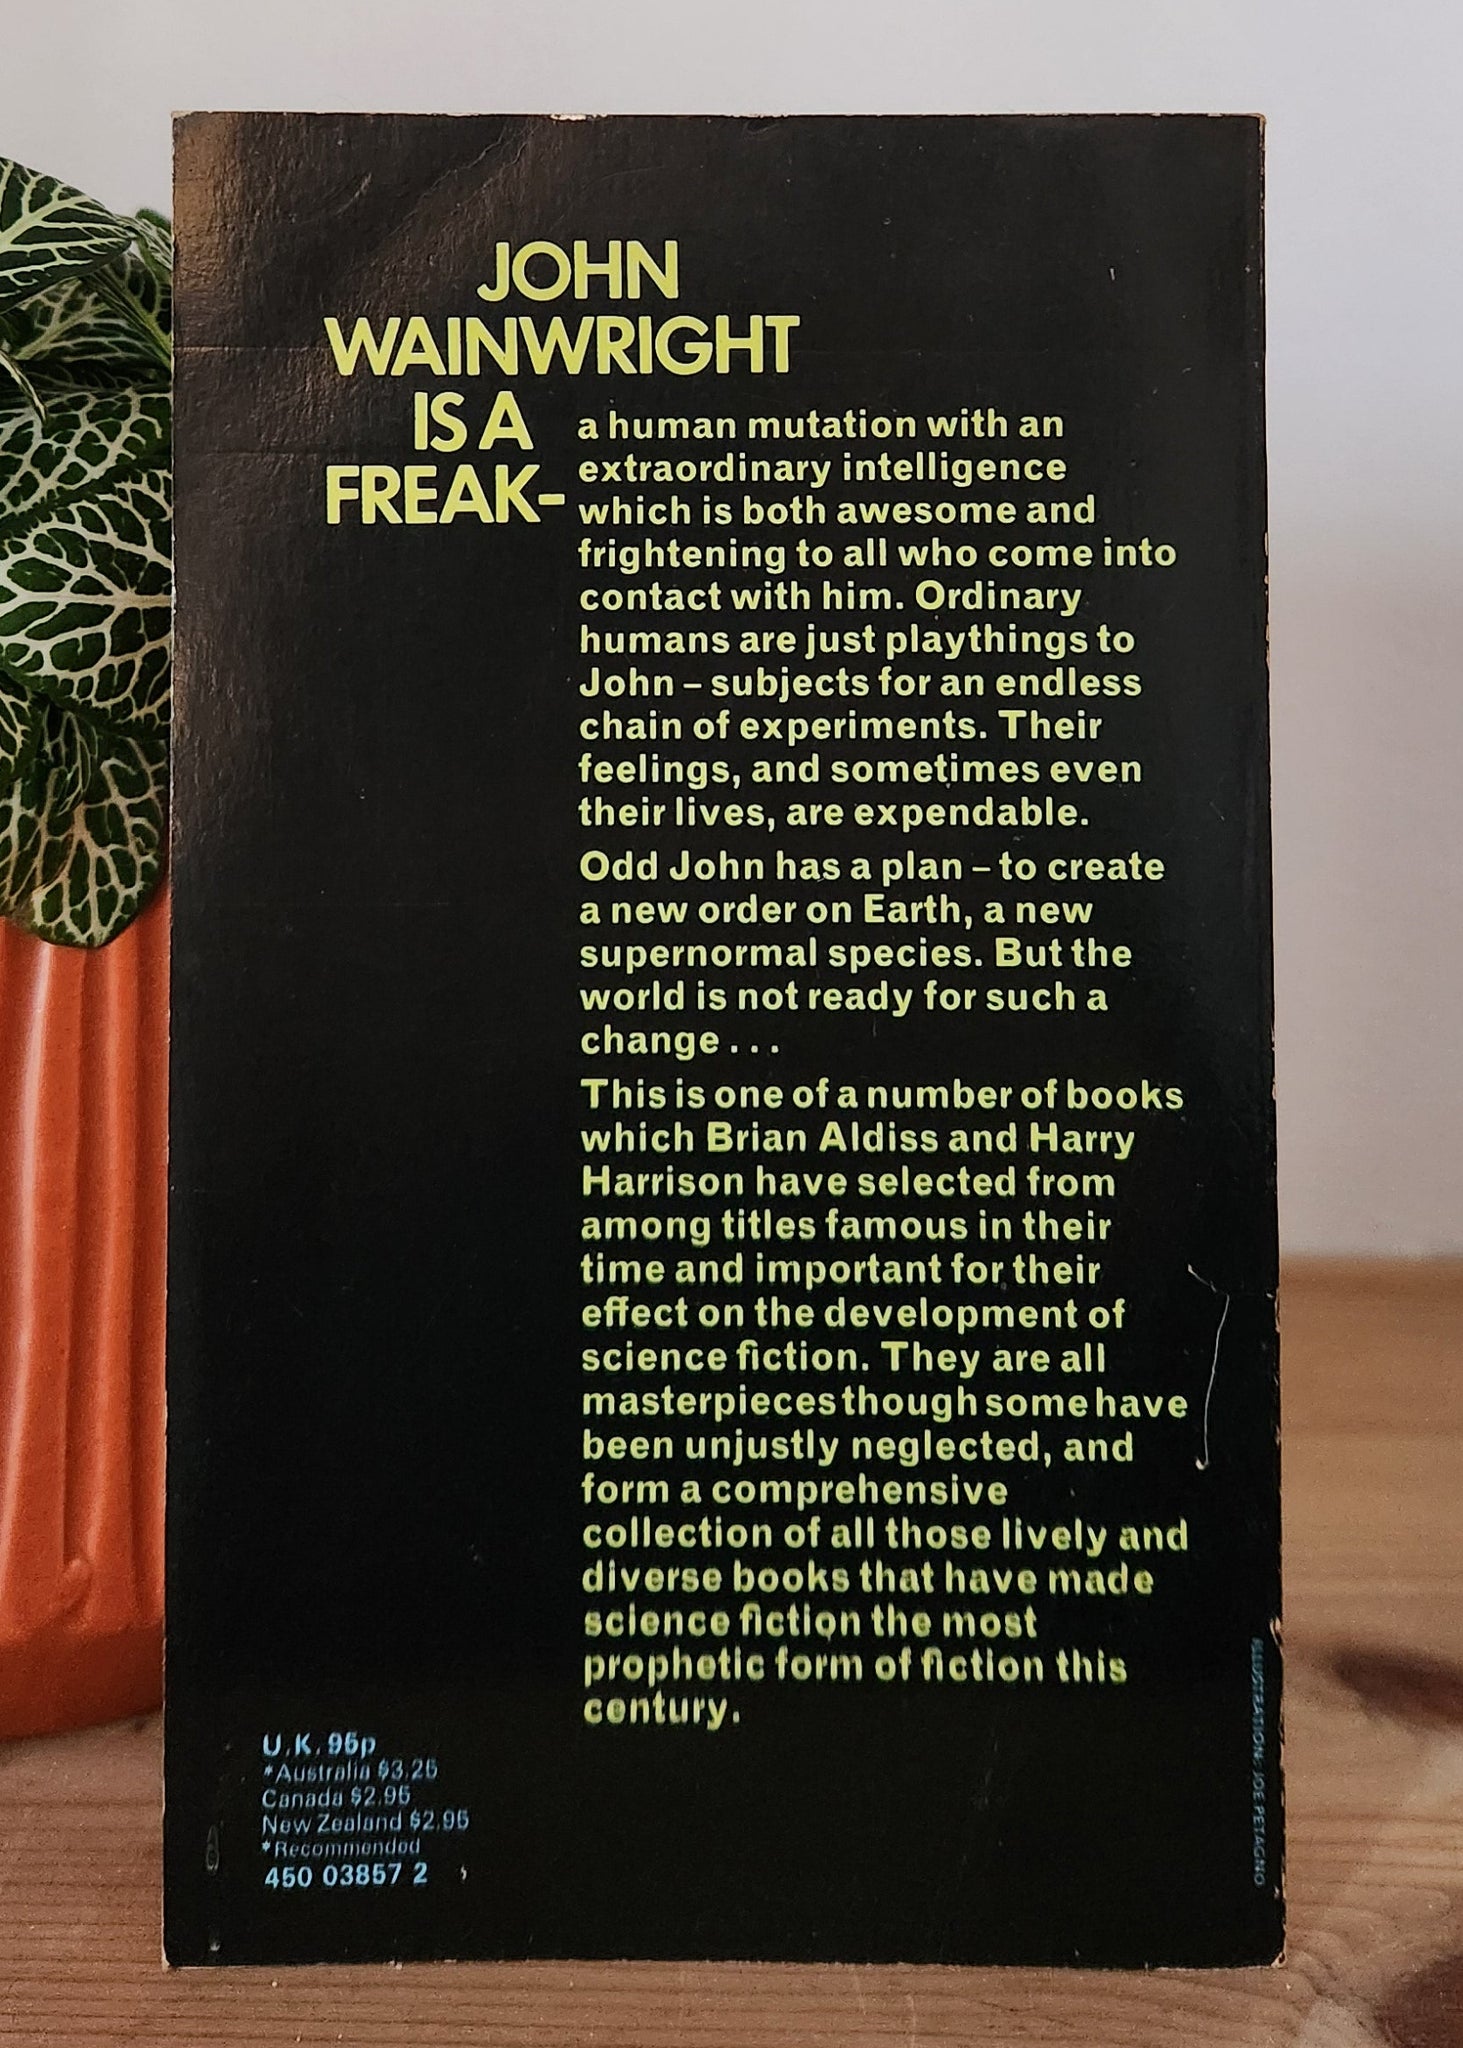 JOHN
WAINWRIGHT
IS A
FREAK-
a human mutation with an
extraordinary intelligence
which is both awesome and
frightening to all who come into
contact with him. Ordinary
humans are just playthings to
John – subjects for an endless
chain of experiments. Their
feelings, and sometimes even
their lives, are expendable.
Odd John has a plan – to create
a new order on Earth, a new
supernormal species. But the
world is not ready for such a
change . . .
This is one of a number of books
which Brian Aldiss and Harry
Harrison have selected from
among titles famous in their
time and important for their
effect on the development of
science fiction. They are all
masterpieces though some have
been unjustly neglected, and
form a comprehensive
collection of all those lively and
diverse books that have made
science fiction the most
prophetic form of fiction this
century.
U.K. 95p
*Australia $3.25
Canada $2.95
New Zealand $2.95
*Recommended
450 03857 2
ILLUSTRATION: JOE PETAGNO